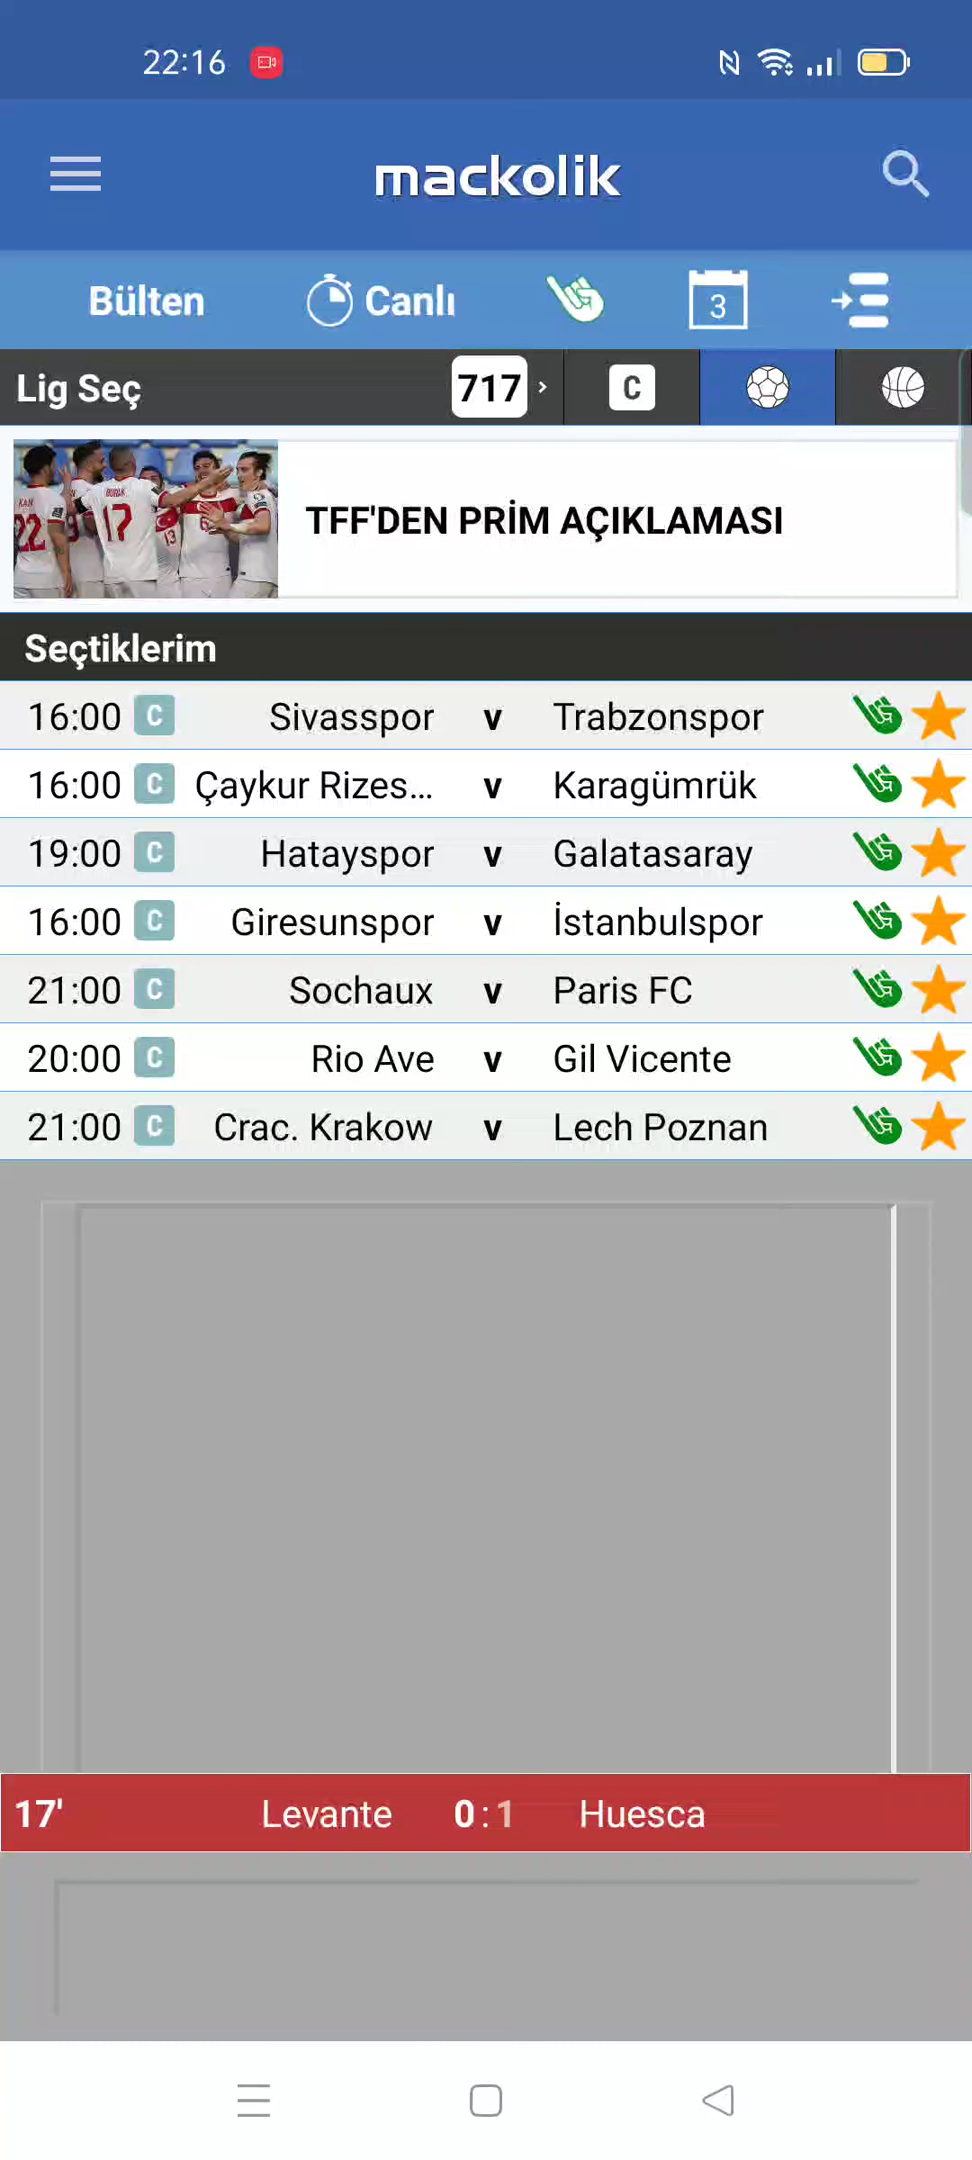 22:16
mackolik
Bülten Canlı 3
Lig Seç 717 C
TFF'DEN PRİM AÇIKLAMASI
Seçtiklerim
16:00 C Sivasspor v Trabzonspor
16:00 C Çaykur Rizes... v Karagümrük
19:00 C Hatayspor v Galatasaray
16:00 C Giresunspor v İstanbulspor
21:00 C Sochaux v Paris FC
20:00 C Rio Ave v Gil Vicente
21:00 C Crac. Krakow v Lech Poznan
17' Levante 0:1 Huesca